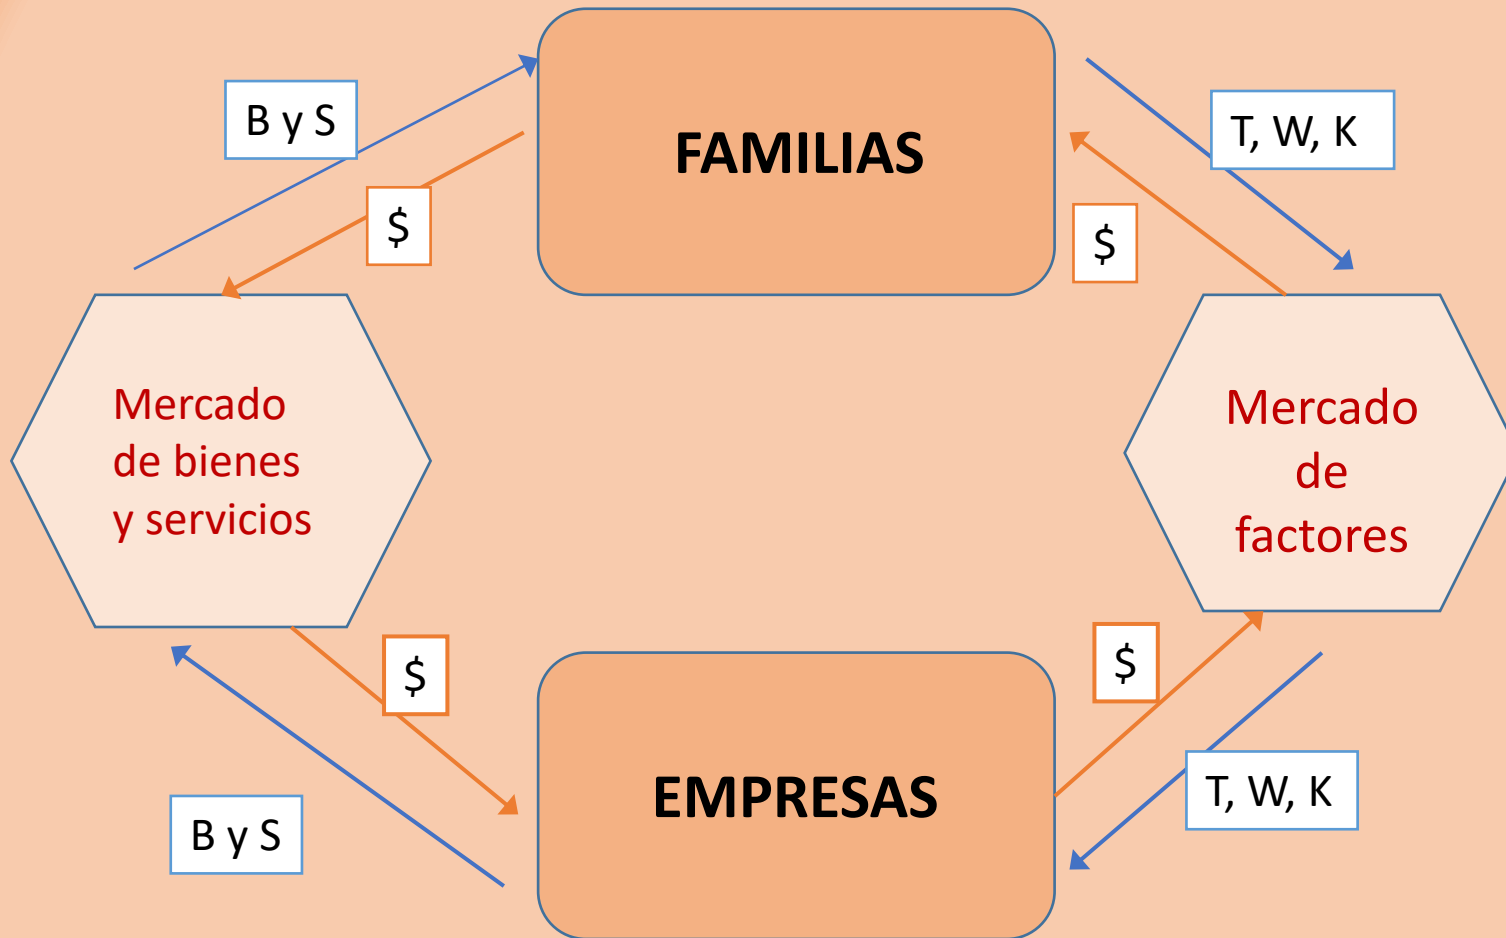 B y S
FAMILIAS
T, W, K
$
$
Mercado
de bienes
y servicios
Mercado
de
factores
$
$
B y S
EMPRESAS
T, W, K